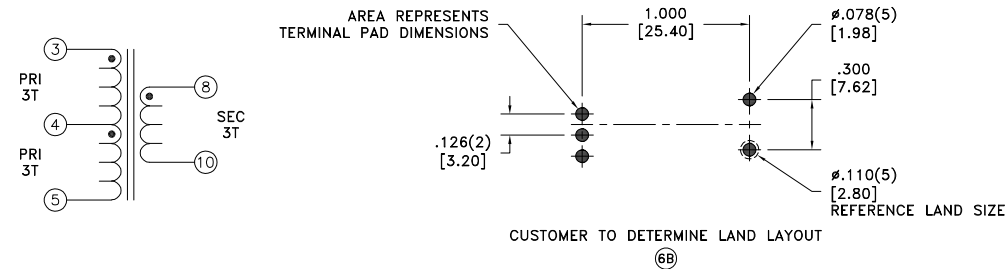 3
PRI
3T
4
PRI
3T
5
8
SEC
3T
10
AREA REPRESENTS
TERMINAL PAD DIMENSIONS
1.000
[25.40]
ø.078(5)
[1.98]
.300
[7.62]
.126(2)
[3.20]
ø.110(5)
[2.80]
REFERENCE LAND SIZE
CUSTOMER TO DETERMINE LAND LAYOUT
6B